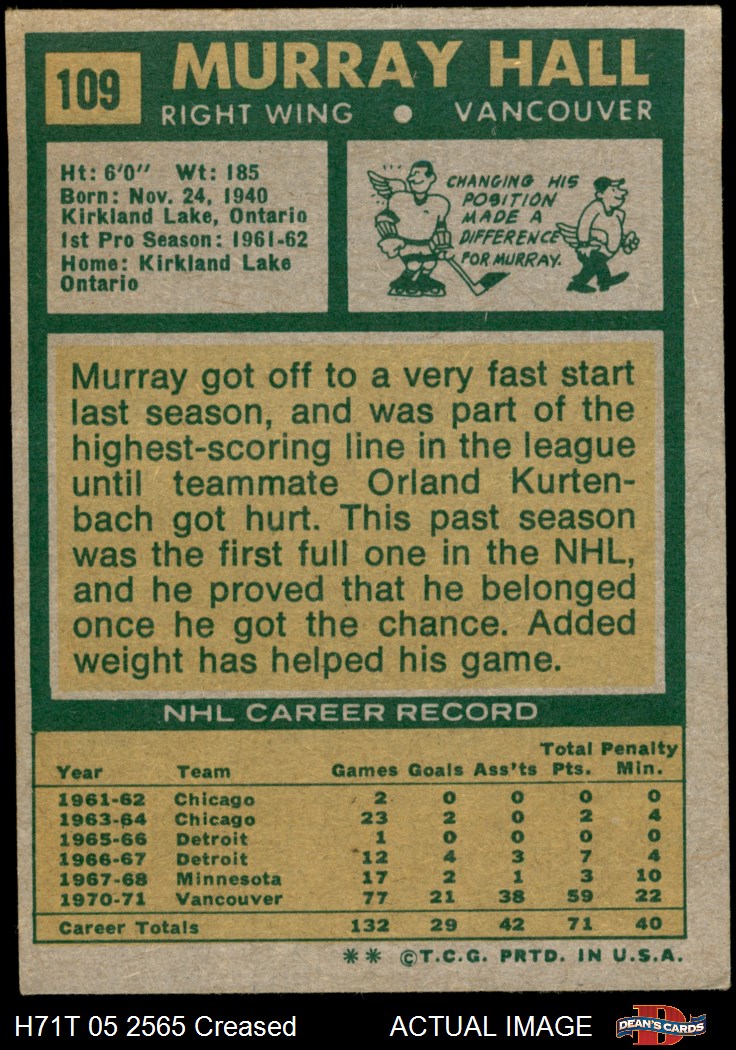 109
MURRAY HALL
RIGHT WING ● VANCOUVER
Ht: 6'0" Wt: 185
Born: Nov. 24, 1940
Kirkland Lake, Ontario
1st Pro Season: 1961-62
Home: Kirkland Lake
Ontario
CHANGING HIS
POSITION
MADE A
DIFFERENCE
FOR MURRAY.
Murray got off to a very fast start
last season, and was part of the
highest-scoring line in the league
until teammate Orland Kurten-
bach got hurt. This past season
was the first full one in the NHL,
and he proved that he belonged
once he got the chance. Added
weight has helped his game.
NHL CAREER RECORD
Year Team Games Goals Ass'ts Total Pts. Penalty Min.
1961-62 Chicago 2 0 0 0 0
1963-64 Chicago 23 2 0 2 4
1965-66 Detroit 1 0 0 0 0
1966-67 Detroit 12 4 3 7 4
1967-68 Minnesota 17 2 1 3 10
1970-71 Vancouver 77 21 38 59 22
Career Totals 132 29 42 71 40
** ©T.C.G. PRTD. IN U.S.A.
H71T 05 2565 Creased ACTUAL IMAGE
D DEAN'S CARDS